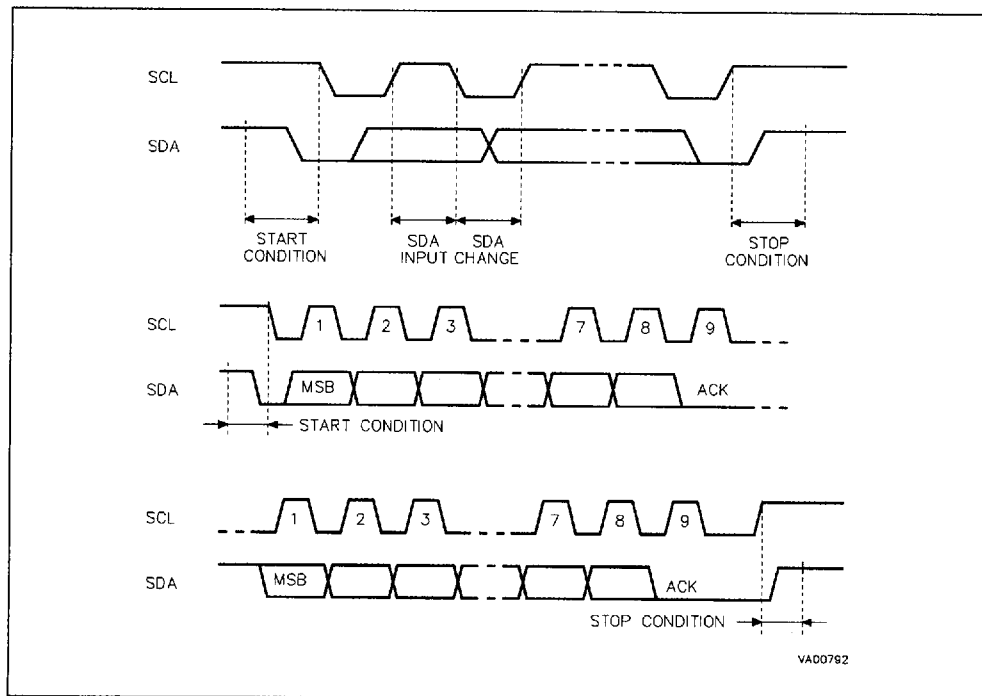 SCL
SDA
START
CONDITION
SDA
INPUT
SDA
CHANGE
STOP
CONDITION
SCL
1 2 3 7 8 9
SDA
MSB
ACK
START CONDITION
SCL
1 2 3 7 8 9
SDA
MSB
ACK
STOP CONDITION
VA00792